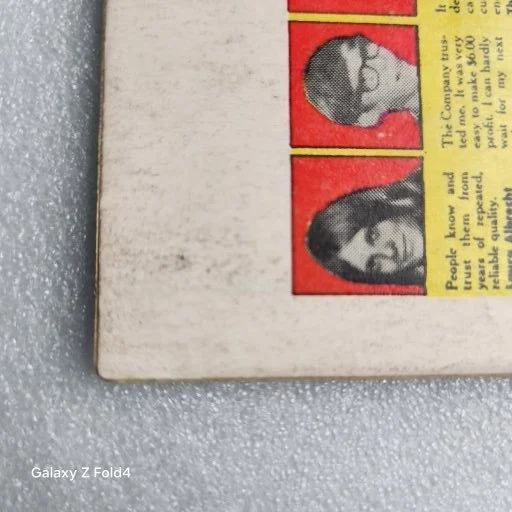 It
The Company trus-
ted me. It was very
easy to make $6.00
profit. I can hardly
wait for my next
People know and
trust them from
years of repeated,
reliable quality.
Laura Albrecht
Galaxy Z Fold4